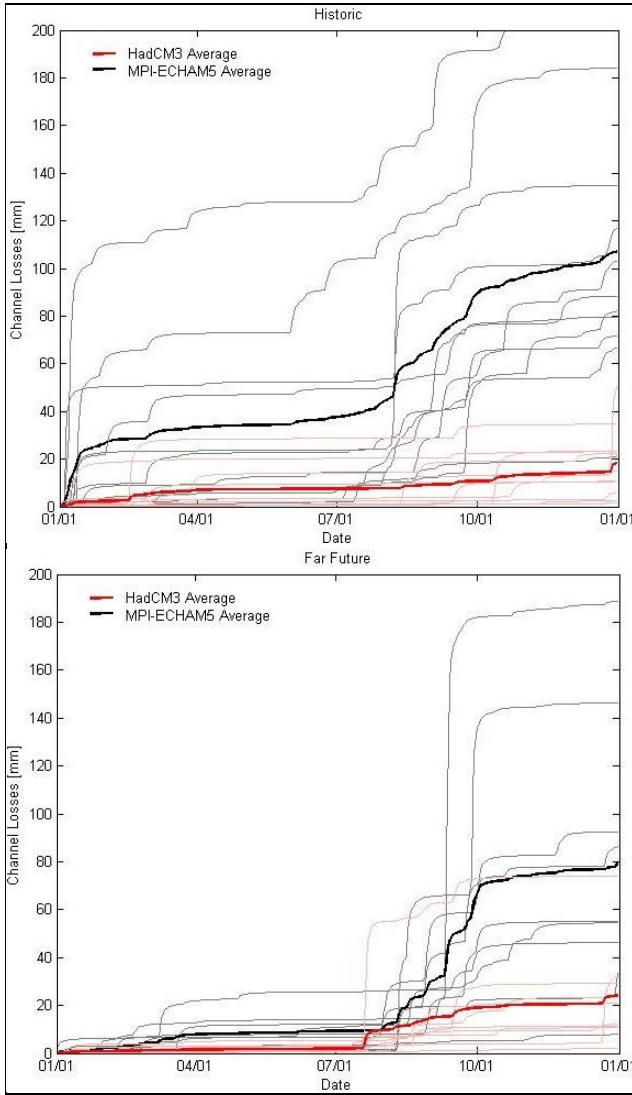 Historic
200
180
160
140
120
100
80
60
40
20
0
Channel Losses [mm]
HadCM3 Average
MPI-ECHAM5 Average
01/01 04/01 07/01 10/01 01/01
Date
Far Future
200
180
160
140
120
100
80
60
40
20
0
Channel Losses [mm]
HadCM3 Average
MPI-ECHAM5 Average
01/01 04/01 07/01 10/01 01/01
Date